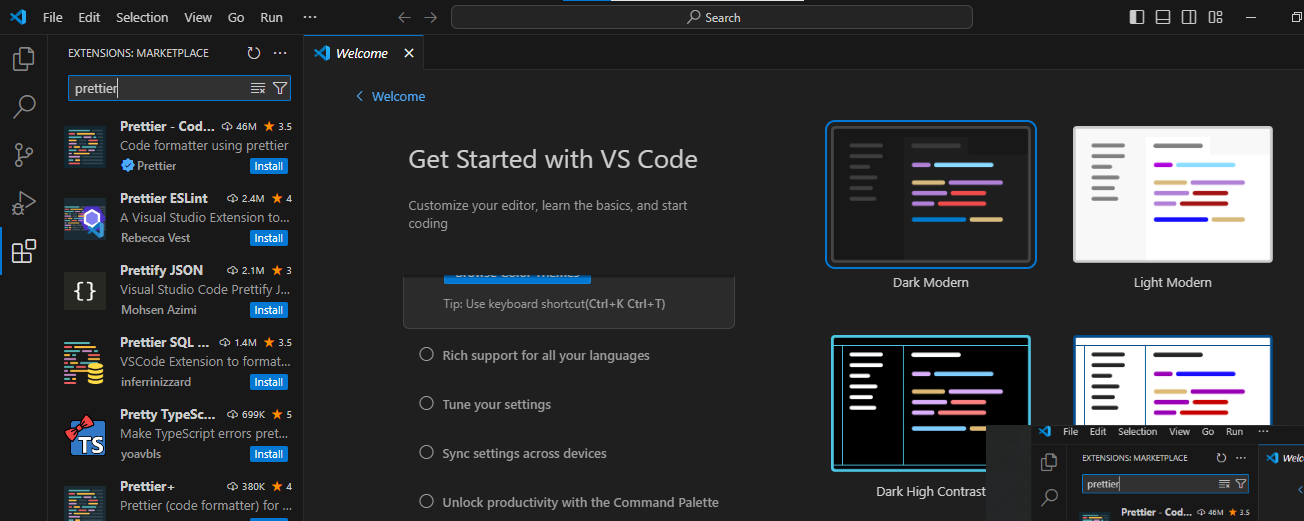 File Edit Selection View Go Run ···
Search
EXTENSIONS: MARKETPLACE
prettier
Prettier - Cod... 46M 3.5
Code formatter using prettier
Prettier Install
Prettier ESLint 2.4M 4
A Visual Studio Extension to...
Rebecca Vest Install
Prettify JSON 2.1M 3
{}
Visual Studio Code Prettify J...
Mohsen Azimi Install
Prettier SQL ... 1.4M 3.5
VSCode Extension to format...
inferrinizzard Install
Pretty TypeSc... 699K 5
TS
Make TypeScript errors pret...
yoavbls Install
Prettier+ 380K 4
Prettier (code formatter) for ...
Welcome
Welcome
Get Started with VS Code
Customize your editor, learn the basics, and start
coding
Browse Color Themes
Tip: Use keyboard shortcut(Ctrl+K Ctrl+T)
Rich support for all your languages
Tune your settings
Sync settings across devices
Unlock productivity with the Command Palette
Dark Modern
Light Modern
Dark High Contrast
File Edit Selection View Go Run ···
EXTENSIONS: MARKETPLACE
Welc
prettier
Prettier - Cod... 46M 3.5